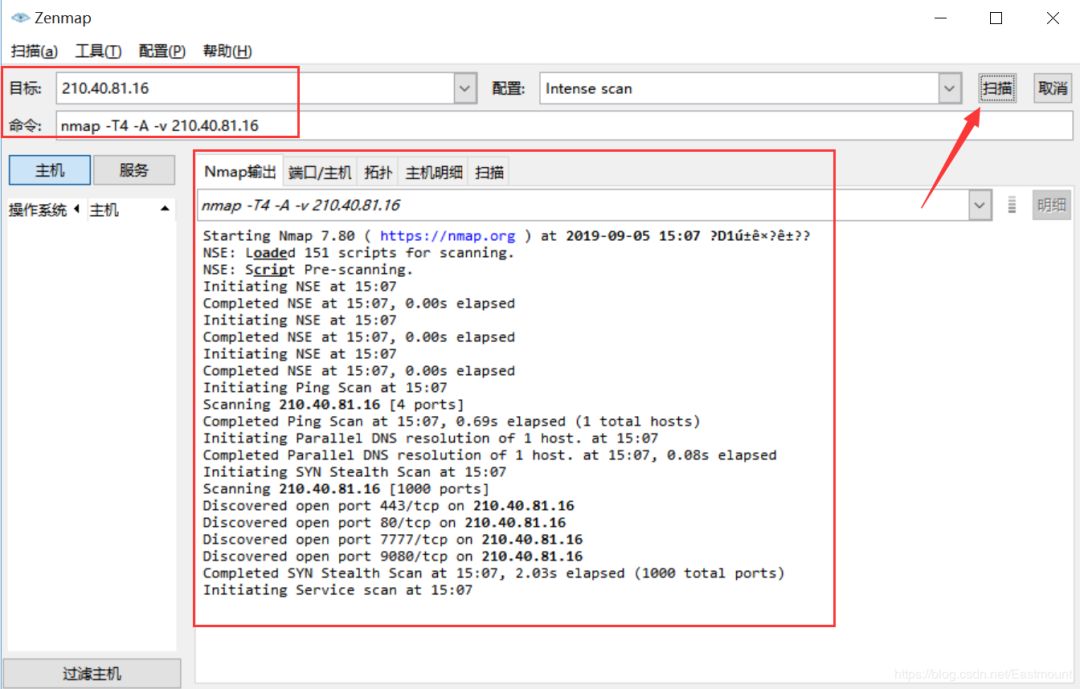 Zenmap
扫描(a) 工具(T) 配置(P) 帮助(H)
目标: 210.40.81.16 配置: Intense scan 扫描 取消
命令: nmap -T4 -A -v 210.40.81.16
主机 服务 Nmap输出 端口/主机 拓扑 主机明细 扫描
操作系统 主机 nmap -T4 -A -v 210.40.81.16 明细
Starting Nmap 7.80 ( https://nmap.org ) at 2019-09-05 15:07 ?D1ú±ê×?ê±??
NSE: Loaded 151 scripts for scanning.
NSE: Script Pre-scanning.
Initiating NSE at 15:07
Completed NSE at 15:07, 0.00s elapsed
Initiating NSE at 15:07
Completed NSE at 15:07, 0.00s elapsed
Initiating NSE at 15:07
Completed NSE at 15:07, 0.00s elapsed
Initiating Ping Scan at 15:07
Scanning 210.40.81.16 [4 ports]
Completed Ping Scan at 15:07, 0.69s elapsed (1 total hosts)
Initiating Parallel DNS resolution of 1 host. at 15:07
Completed Parallel DNS resolution of 1 host. at 15:07, 0.08s elapsed
Initiating SYN Stealth Scan at 15:07
Scanning 210.40.81.16 [1000 ports]
Discovered open port 443/tcp on 210.40.81.16
Discovered open port 80/tcp on 210.40.81.16
Discovered open port 7777/tcp on 210.40.81.16
Discovered open port 9080/tcp on 210.40.81.16
Completed SYN Stealth Scan at 15:07, 2.03s elapsed (1000 total ports)
Initiating Service scan at 15:07
过滤主机
https://blog.csdn.net/Eastmount